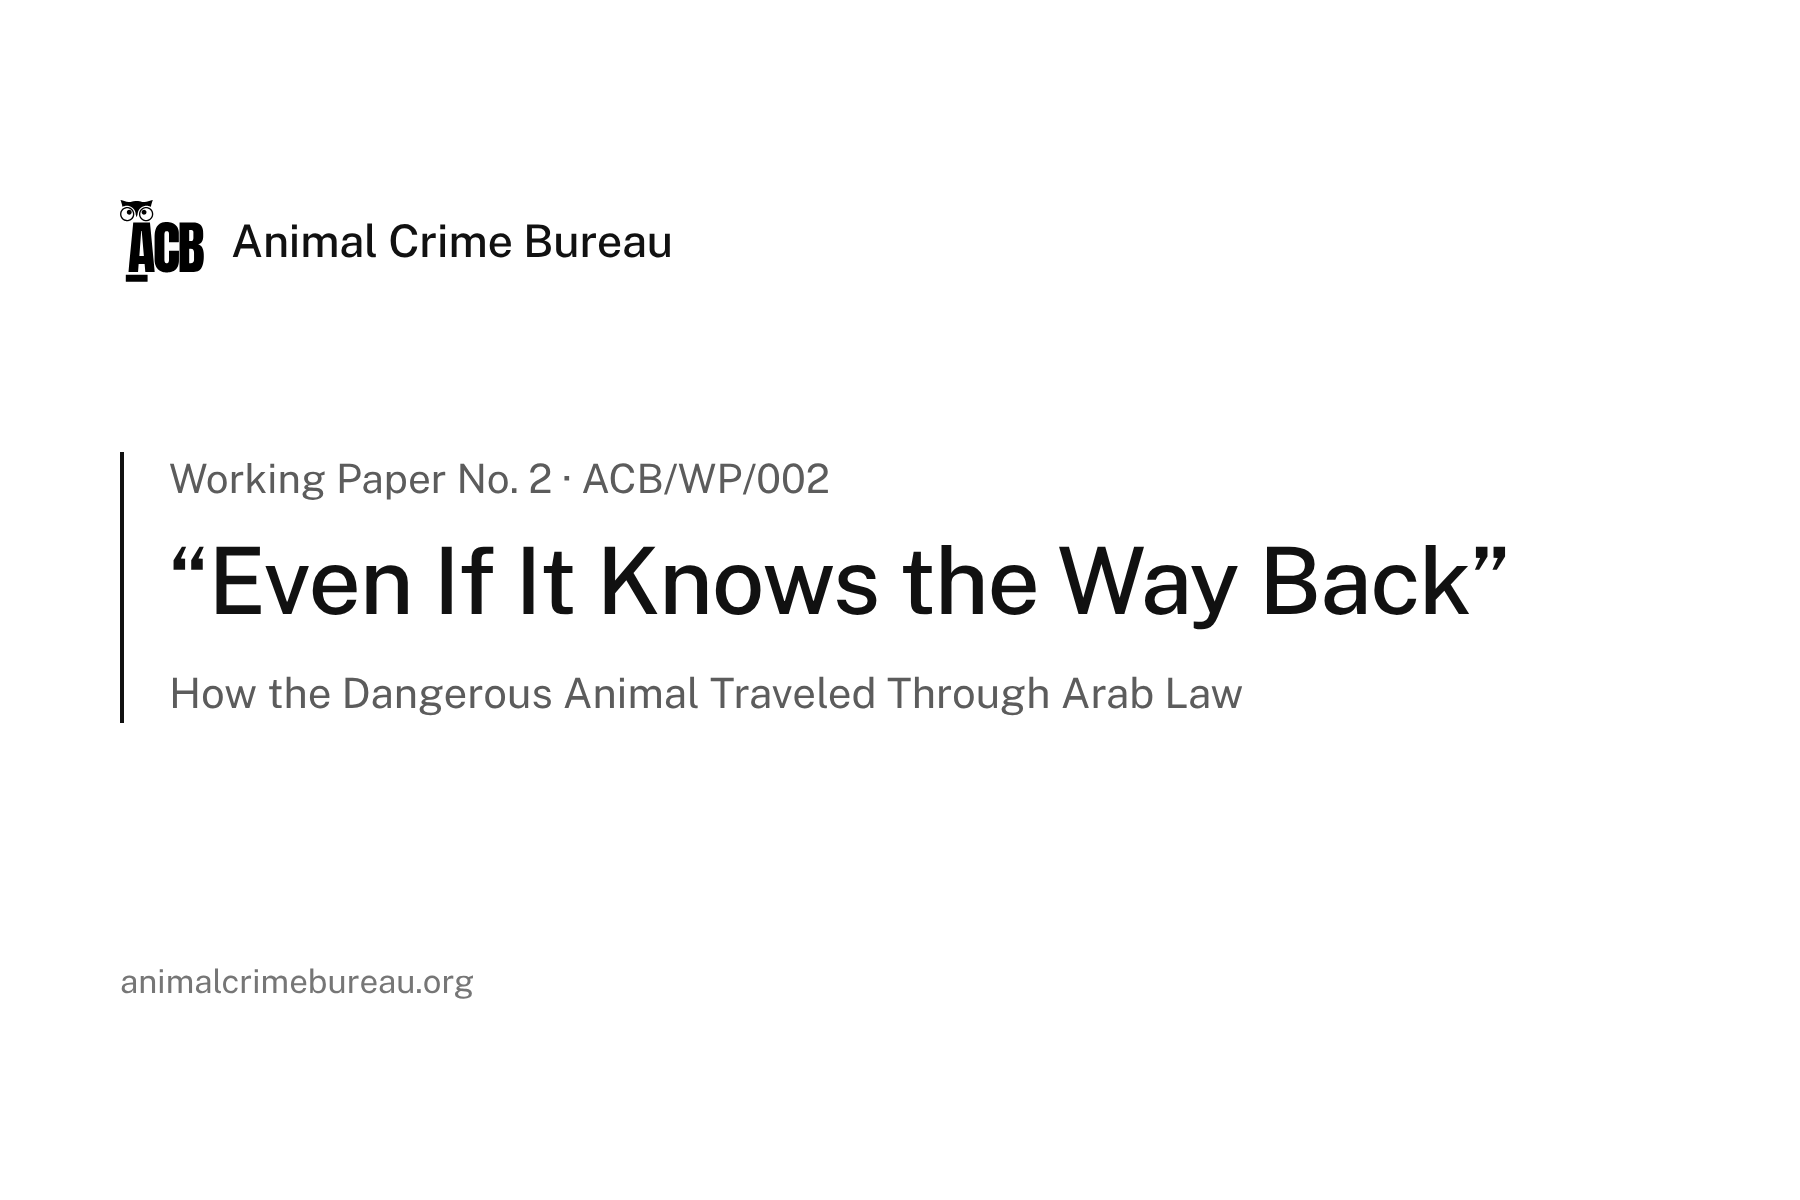 ACB
Animal Crime Bureau
Working Paper No. 2 · ACB/WP/002
“Even If It Knows the Way Back”
How the Dangerous Animal Traveled Through Arab Law
animalcrimebureau.org